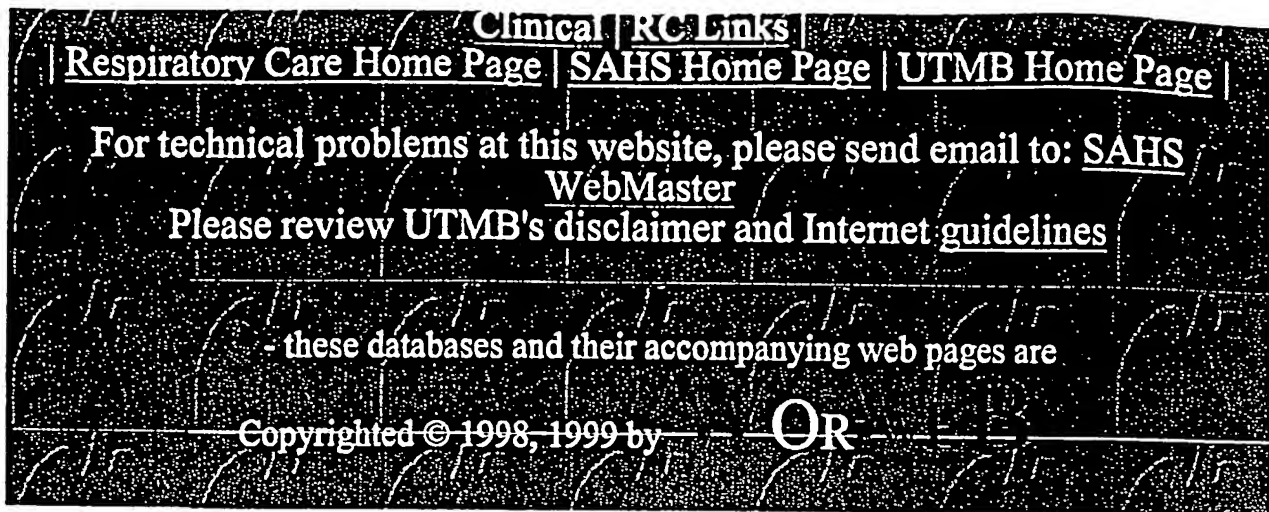 Clinical | RC Links |
| Respiratory Care Home Page | SAHS Home Page | UTMB Home Page |
For technical problems at this website, please send email to: SAHS
WebMaster
Please review UTMB's disclaimer and Internet guidelines
- these databases and their accompanying web pages are
Copyrighted © 1998, 1999 by OR